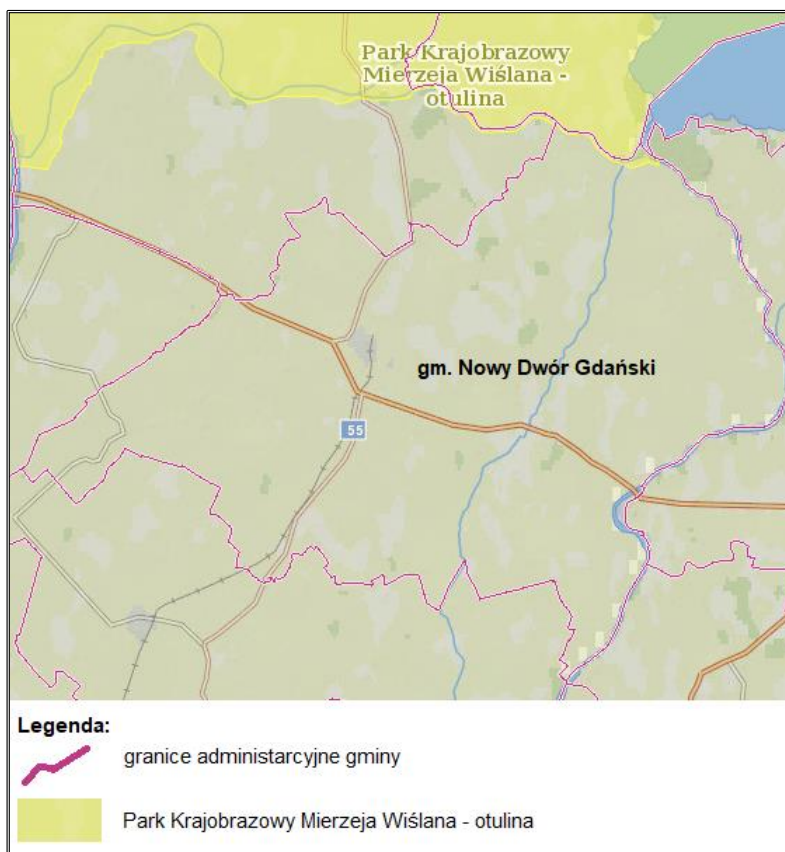 Park Krajobrazowy
Mierzeja Wiślana -
otulina
gm. Nowy Dwór Gdański
55
Legenda:
granice administarcyjne gminy
Park Krajobrazowy Mierzeja Wiślana - otulina